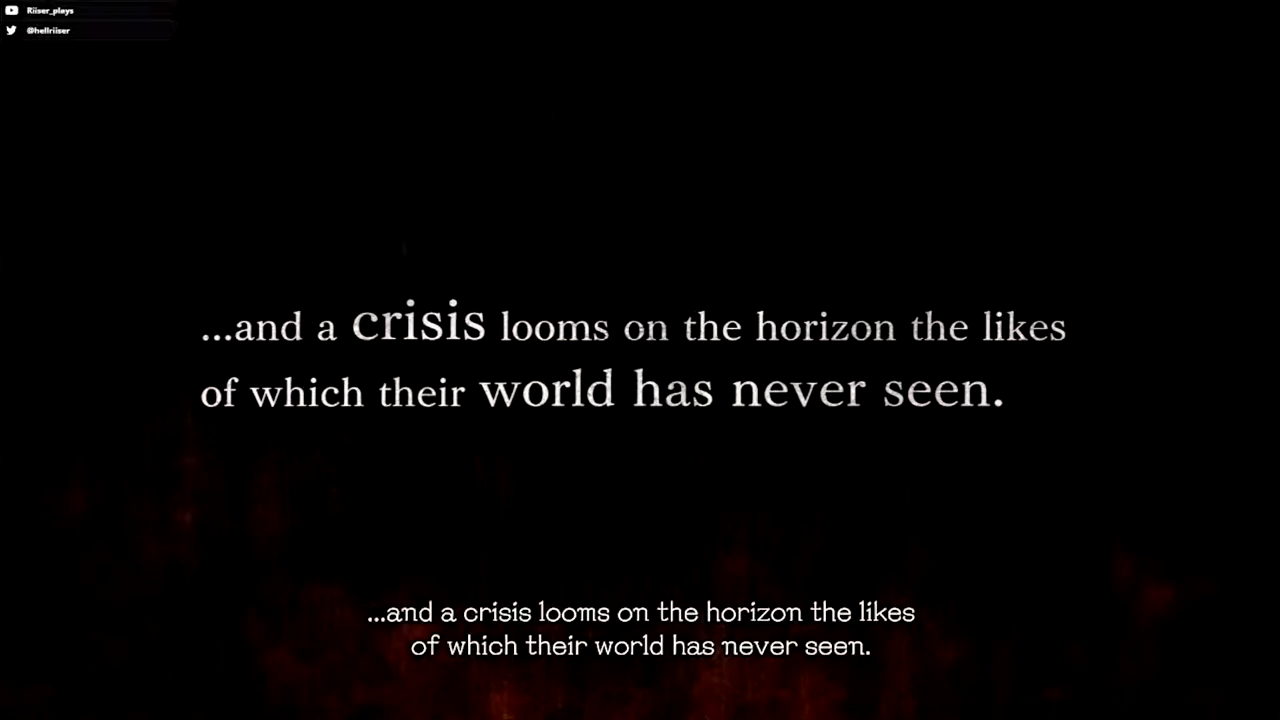 Riiser_plays
@hellriiser
...and a crisis looms on the horizon the likes
of which their world has never seen.
...and a crisis looms on the horizon the likes
of which their world has never seen.